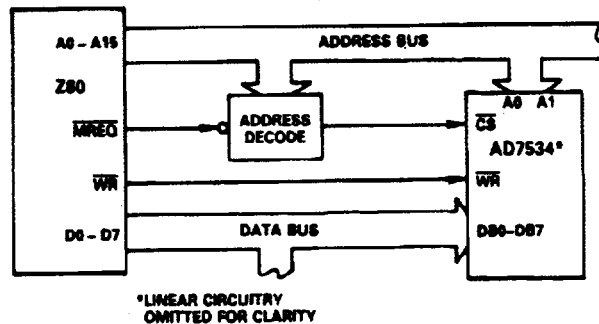 A0 – A15
ADDRESS BUS
Z80
A0 A1
MREQ
ADDRESS
DECODE
CS
AD7534*
WR
WR
D0 – D7
DATA BUS
DB0–DB7
*LINEAR CIRCUITRY
OMITTED FOR CLARITY